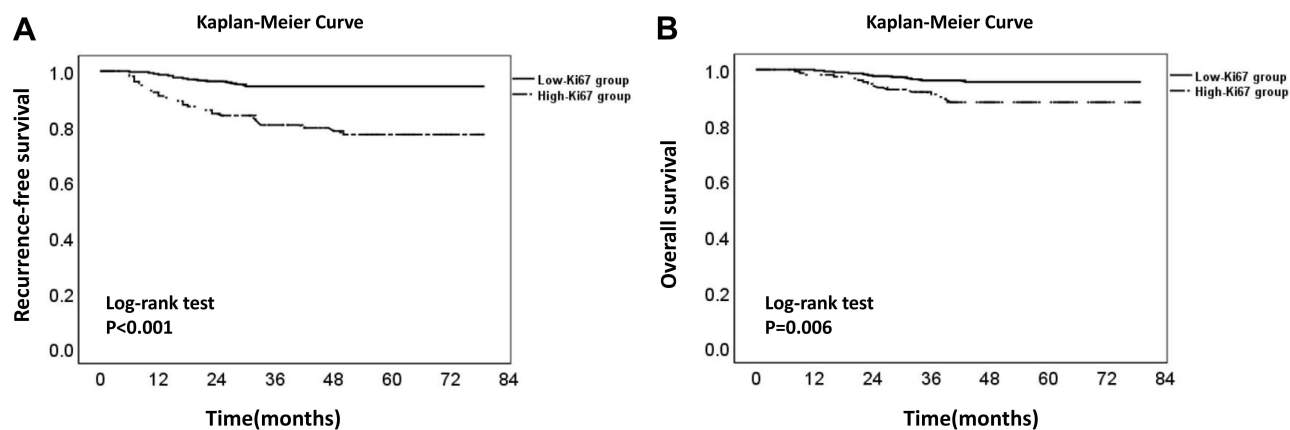 A
Kaplan-Meier Curve
Recurrence-free survival
1.0
0.8
0.6
0.4
0.2
0.0
Low-Ki67 group
High-Ki67 group
Log-rank test
P<0.001
0 12 24 36 48 60 72 84
Time(months)
B
Kaplan-Meier Curve
Overall survival
1.0
0.8
0.6
0.4
0.2
0.0
Low-Ki67 group
High-Ki67 group
Log-rank test
P=0.006
0 12 24 36 48 60 72 84
Time(months)